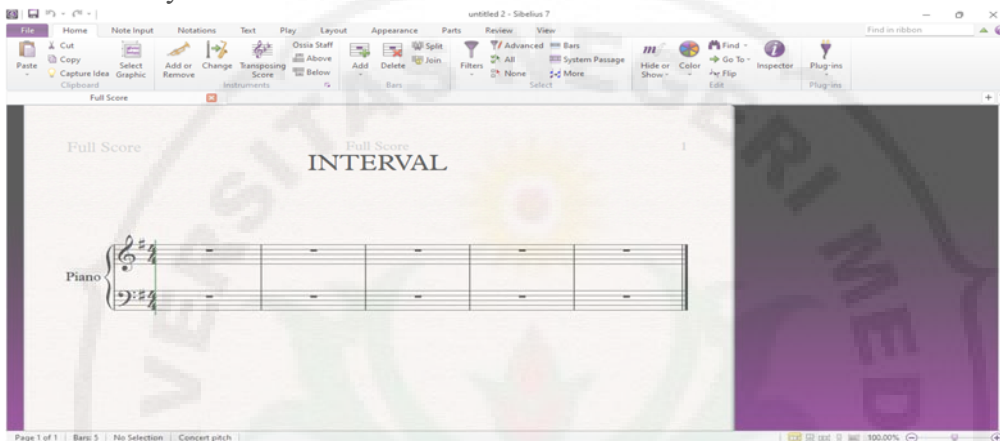 untitled 2 - Sibelius 7
File Home Note Input Notations Text Play Layout Appearance Parts Review View Find in ribbon
Paste
Cut
Copy
Capture Idea
Select Graphic
Clipboard
Add or Remove
Change
Transposing Score
Instruments
Ossia Staff
Above
Below
Add
Delete
Split
Join
Bars
Filters
Advanced
All
None
Bars
System Passage
More
Select
Hide or Show
Color
Find
Go To
Flip
Inspector
Edit
Plug-ins
Plug-ins
Full Score
Full Score Full Score 1
INTERVAL
Piano
Page 1 of 1 Bars: 5 No Selection Concert pitch 100.00%